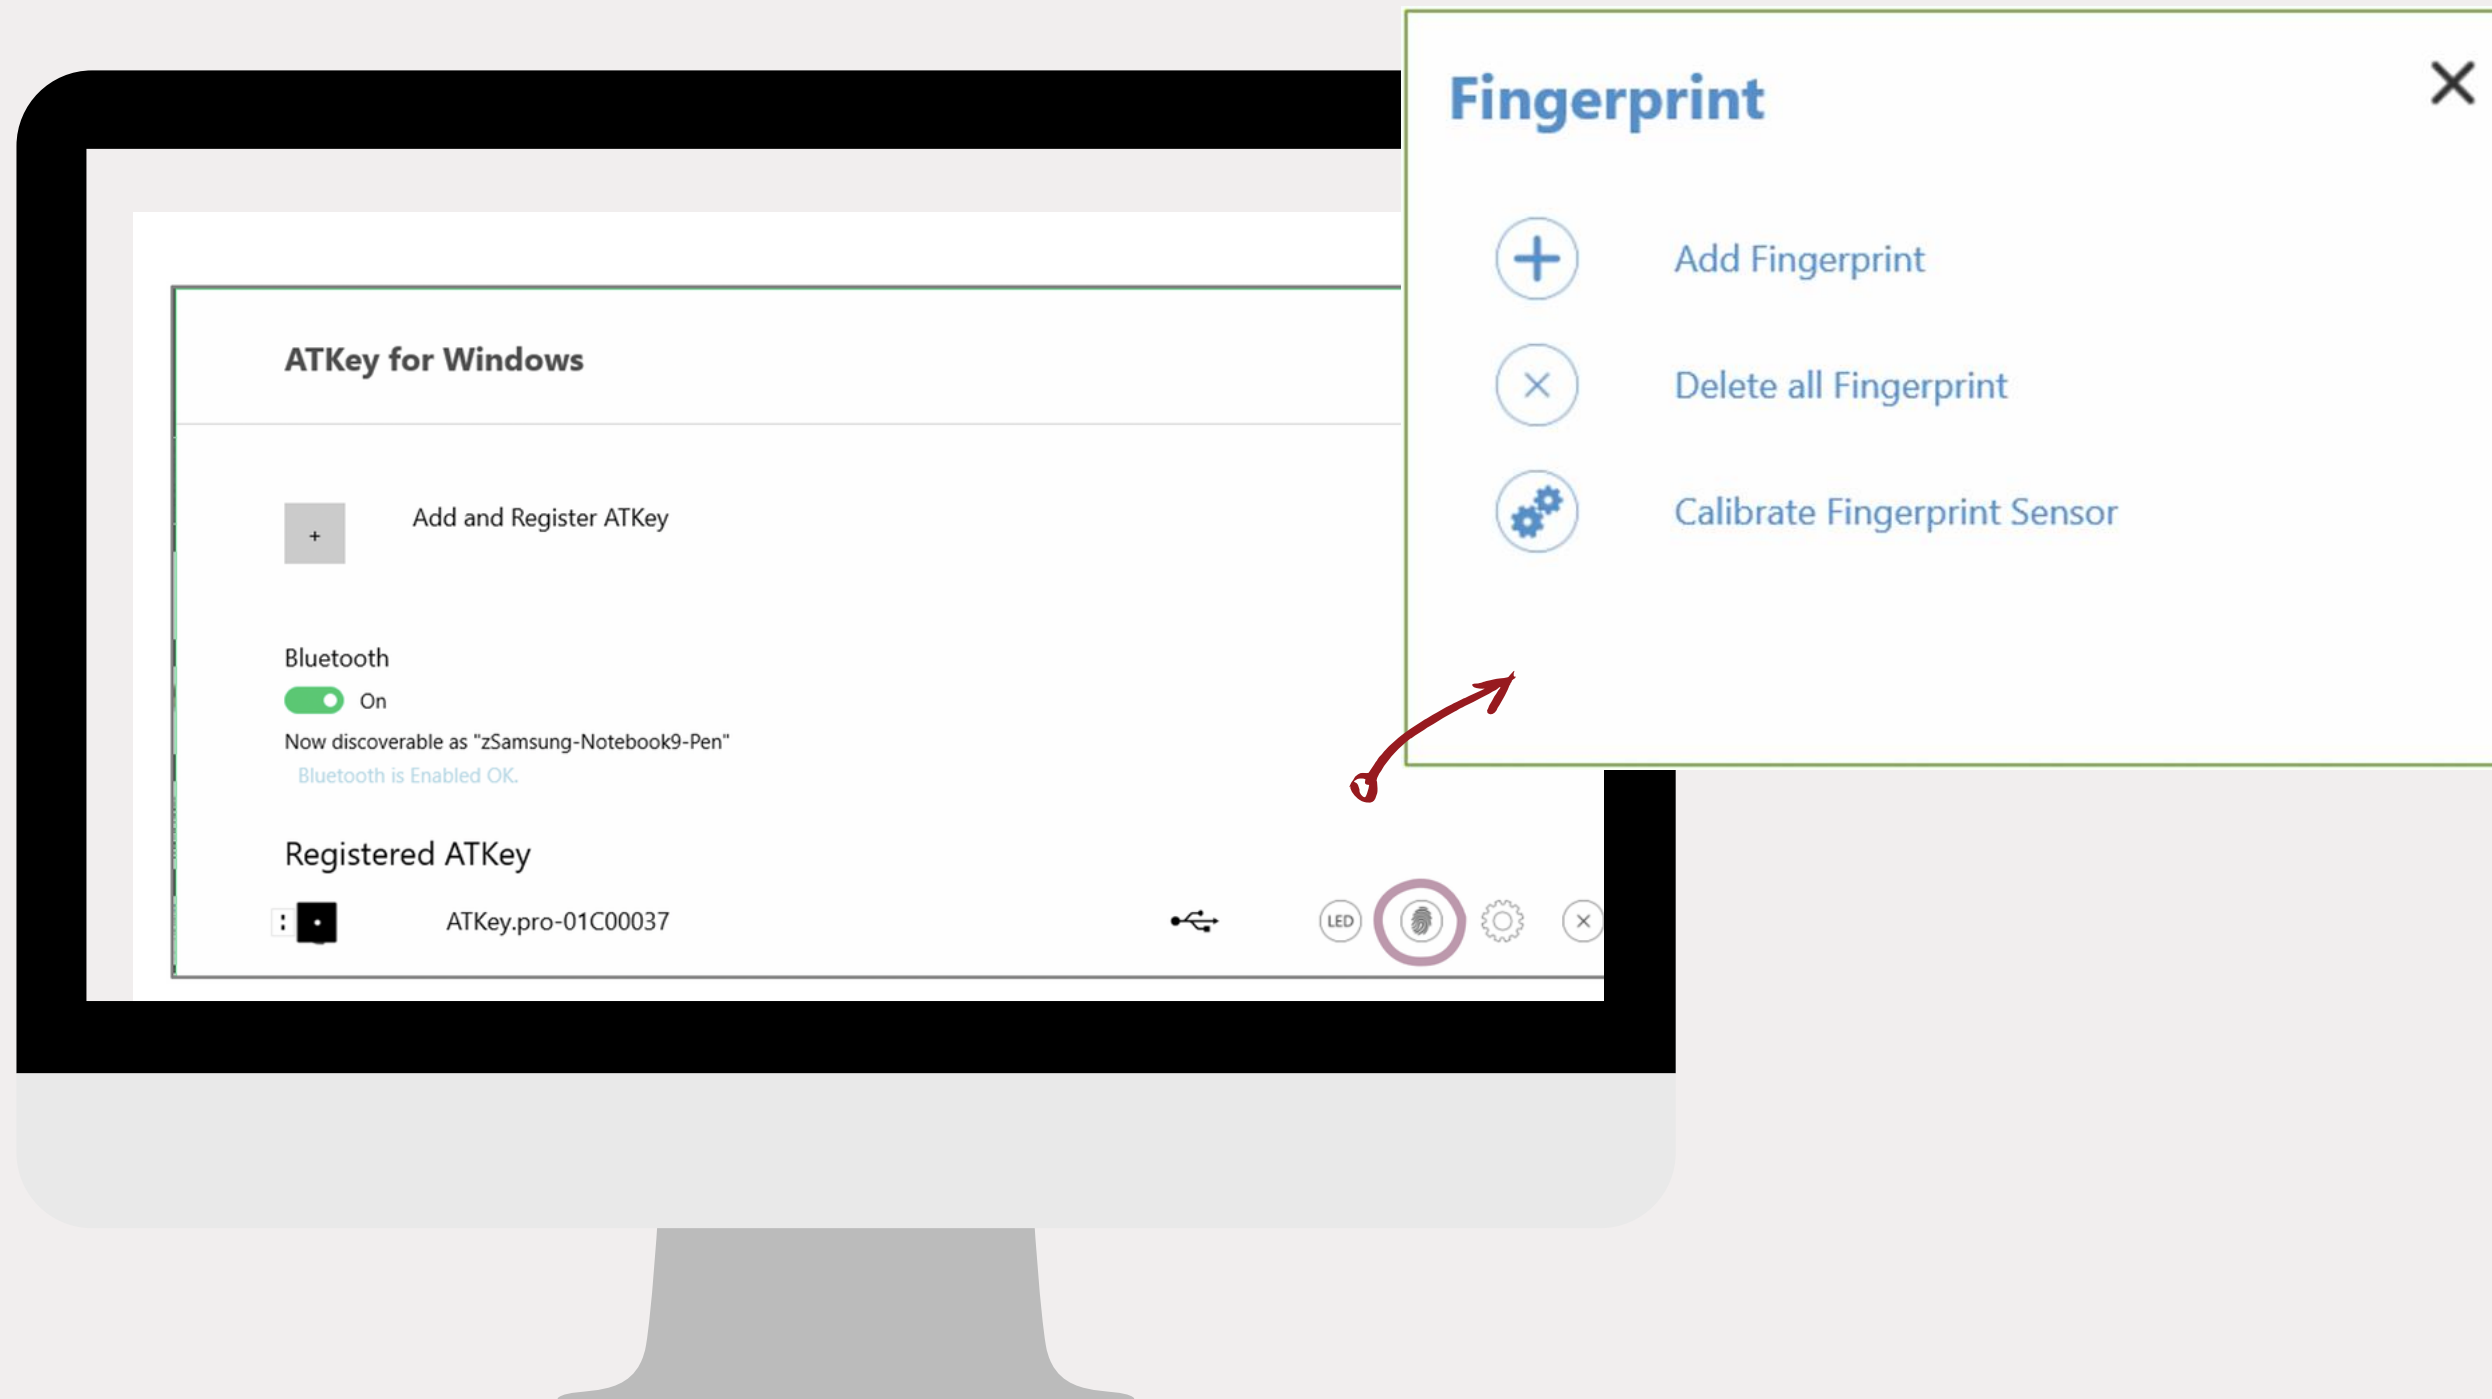 Fingerprint
Add Fingerprint
Delete all Fingerprint
Calibrate Fingerprint Sensor
ATKey for Windows
+
Add and Register ATKey
Bluetooth
On
Now discoverable as "zSamsung-Notebook9-Pen"
Bluetooth is Enabled OK.
Registered ATKey
ATKey.pro-01C00037
LED